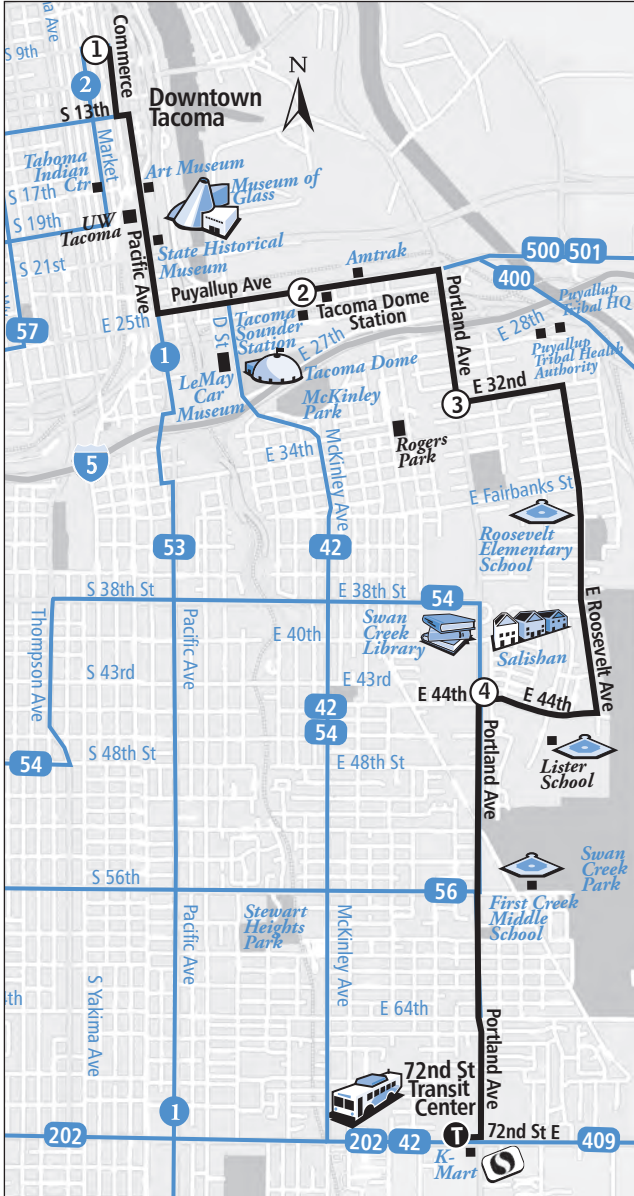 na Ave
S 9th
1
Commerce
2
S 13th
N
Downtown
Tacoma
Market
Tahoma
Indian
Ctr
S 17th
Art Museum
Museum of
Glass
UW
Tacoma
S 19th
Pacific Ave
State Historical
Museum
S 21st
57
E 25th
1
Puyallup Ave
2
Amtrak
Tacoma Dome
Station
Tacoma
Sounder
Station
D St
E 27th
LeMay
Car
Museum
Tacoma Dome
McKinley
Park
500
501
400
Portland Ave
E 28th
Puyallup
Tribal HQ
Puyallup
Tribal Health
Authority
3
E 32nd
Rogers
Park
E 34th
McKinley Ave
5
E Fairbanks St
Roosevelt
Elementary
School
53
42
S 38th St
E 38th St
54
Thompson Ave
Pacific Ave
E 40th
Swan
Creek
Library
Salishan
E Roosevelt Ave
S 43rd
E 43rd
E 44th
4
E 44th
42
54
S 48th St
54
E 48th St
Portland Ave
Lister
School
S 56th
56
Swan
Creek
Park
First Creek
Middle
School
Stewart
Heights
Park
Pacific Ave
McKinley Ave
S Yakima Ave
4th
E 64th
Portland Ave
72nd St
Transit
Center
1
202
202
42
T
72nd St E
409
K-
Mart